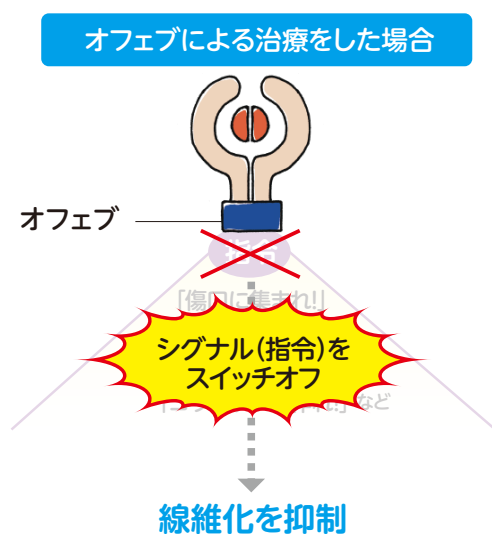 オフェブによる治療をした場合
オフェブ
指令
「傷口に集まれ!」
シグナル(指令)を
スイッチオフ
など
線維化を抑制